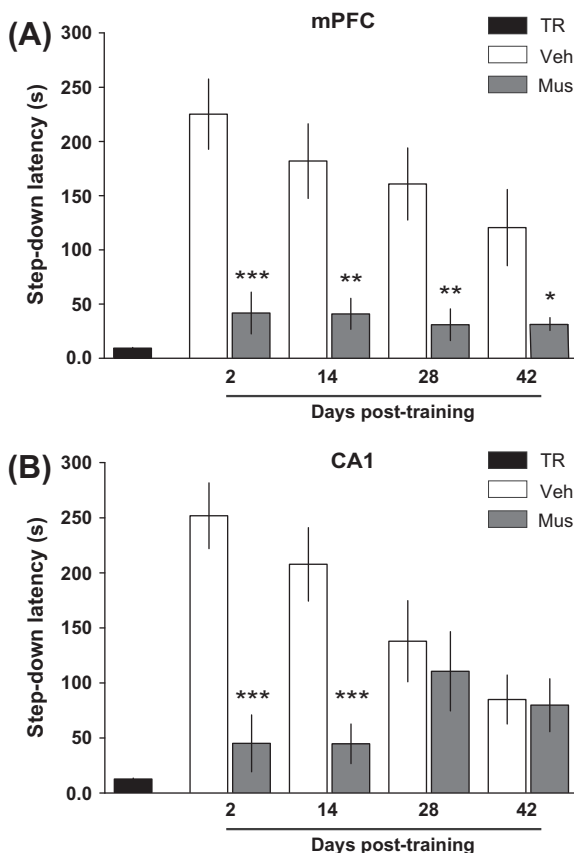 (A)
mPFC
TR
Veh
Mus
Step-down latency (s)
300
250
200
150
100
50
0.0
***
**
**
*
2 14 28 42
Days post-training
(B)
CA1
TR
Veh
Mus
Step-down latency (s)
300
250
200
150
100
50
0.0
***
***
2 14 28 42
Days post-training